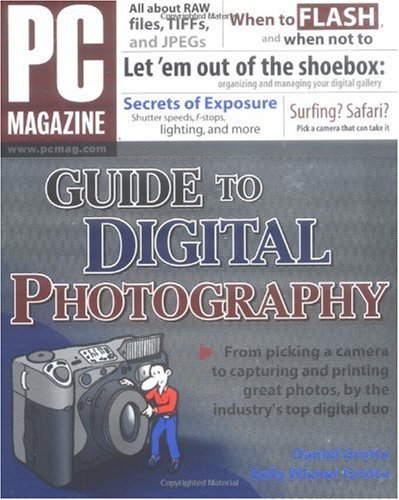 PC
MAGAZINE
www.pcmag.com
All about RAW
files, TIFFs,
and JPEGs
When to FLASH,
and when not to
Let 'em out of the shoebox:
organizing and managing your digital gallery
Secrets of Exposure
Shutter speeds, f-stops,
lighting, and more
Surfing? Safari?
Pick a camera that can take it
GUIDE TO
DIGITAL
PHOTOGRAPHY
From picking a camera
to capturing and printing
great photos, by the
industry's top digital duo
Daniel Grotta
Sally Wiener Grotta
Copyrighted Material